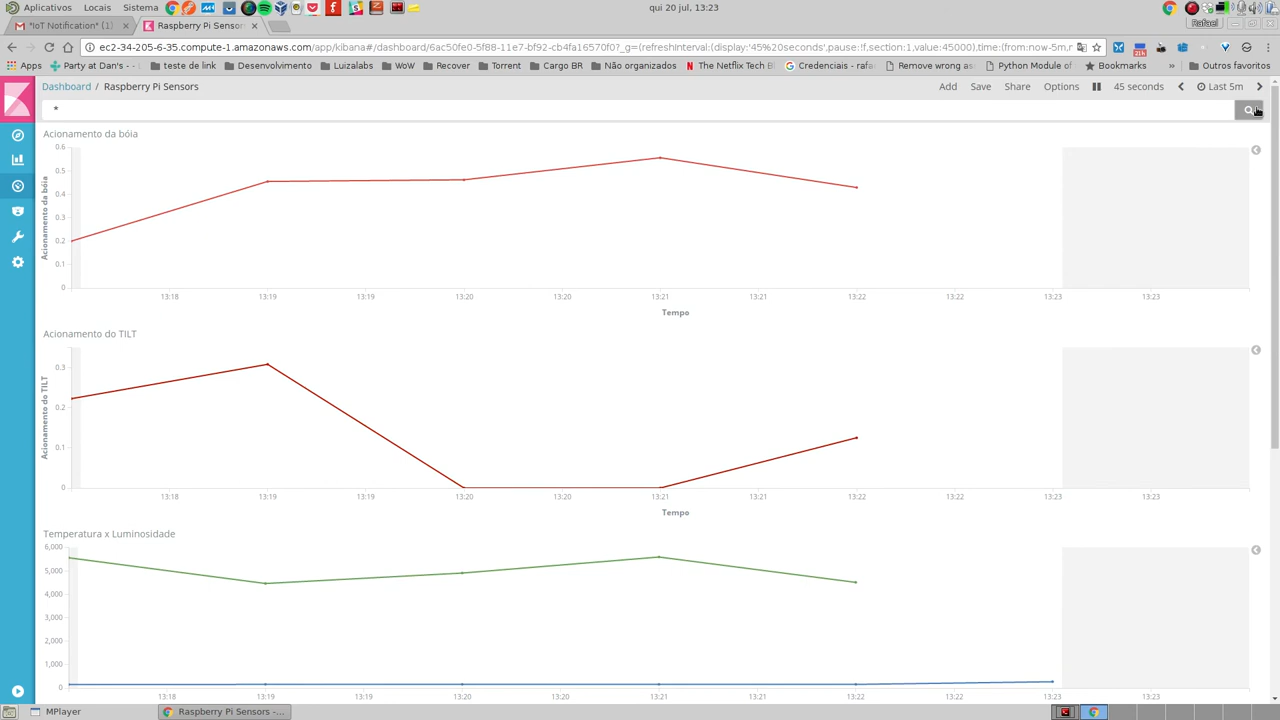 Aplicativos Locais Sistema qui 20 jul, 13:23
"IoT Notification" (1) Raspberry Pi Sensor Rafael
ec2-34-205-6-35.compute-1.amazonaws.com/app/kibana#/dashboard/6ac50fe0-5f88-11e7-bf92-cb4fa16570f0?_g=(refreshInterval:(display:'45%20seconds',pause:!f,section:1,value:45000),time:(from:now-5m,m
Apps Party at Dan's - teste de link Desenvolvimento Luizalabs WoW Recover Torrent Cargo BR Não organizados The Netflix Tech B Credenciais - rafa Remove wrong as Python Module of Bookmarks » Outros favoritos
Dashboard / Raspberry Pi Sensors Add Save Share Options 45 seconds Last 5m
*
Acionamento da bóia
0.6
0.5
0.4
0.3
0.2
0.1
0
Acionamento da bóia
13:18 13:19 13:19 13:20 13:20 13:21 13:21 13:22 13:22 13:23 13:23
Tempo
Acionamento do TILT
0.3
0.2
0.1
0
Acionamento do TILT
13:18 13:19 13:19 13:20 13:20 13:21 13:21 13:22 13:22 13:23 13:23
Tempo
Temperatura x Luminosidade
6,000
5,000
4,000
3,000
2,000
1,000
0
13:18 13:19 13:19 13:20 13:20 13:21 13:21 13:22 13:22 13:23 13:23
MPlayer Raspberry Pi Sensors -...